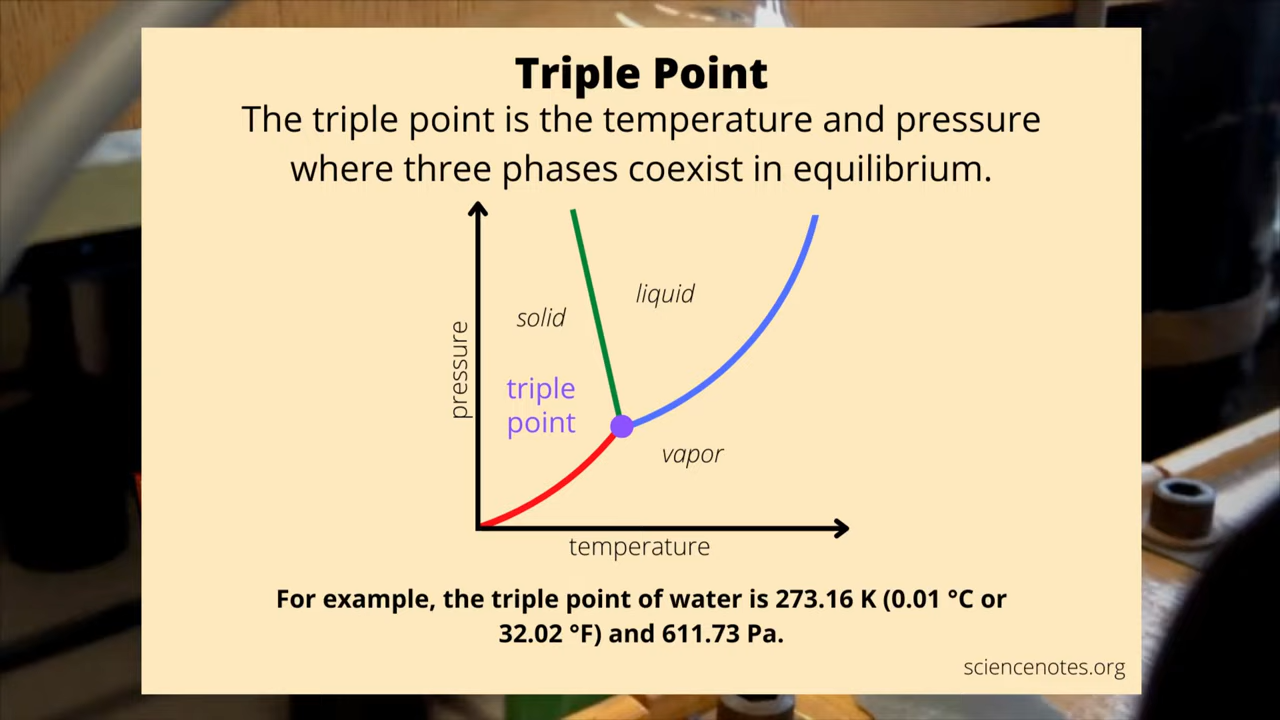 Triple Point
The triple point is the temperature and pressure
where three phases coexist in equilibrium.
liquid
solid
pressure
triple
point
vapor
temperature
For example, the triple point of water is 273.16 K (0.01 °C or
32.02 °F) and 611.73 Pa.
sciencenotes.org